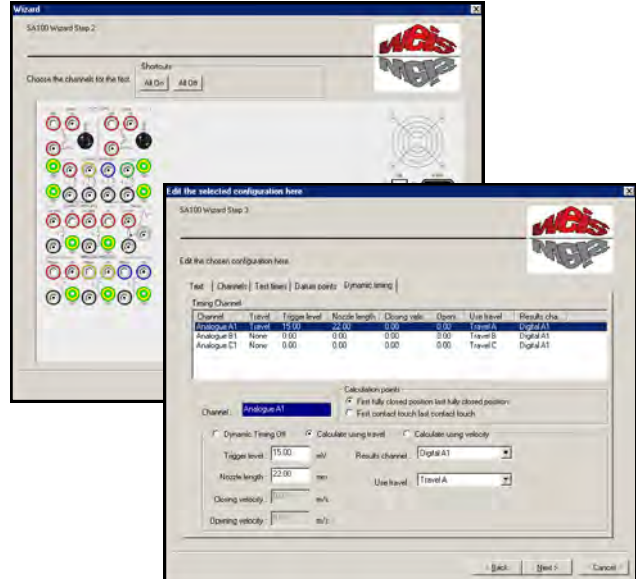 Wizard
SA100 Wizard Step 2
Shortcuts
Choose the channels for the test
All On All Off
Edit the selected configuration here
SA100 Wizard Step 3
Edit the chosen configuration here
Test Channels Test times Datum points Dynamic timing
Timing Channel
Channel Travel Trigger level Nozzle length Closing velo. Openi. Use travel Results cha...
Analogue A1 Travel 15.00 22.00 0.00 0.00 Travel A Digital A1
Analogue B1 None 0.00 0.00 0.00 0.00 Travel B Digital A1
Analogue C1 None 0.00 0.00 0.00 0.00 Travel C Digital A1
Calculation points
First fully closed position last fully closed position
Channel: Analogue A1
First contact touch last contact touch
Dynamic Timing Off Calculate using travel Calculate using velocity
Trigger level: 15.00 mV Results channel: Digital A1
Nozzle length: 22.00 mm Use travel: Travel A
Closing velocity: m/s
Opening velocity: m/s
< Back Next > Cancel